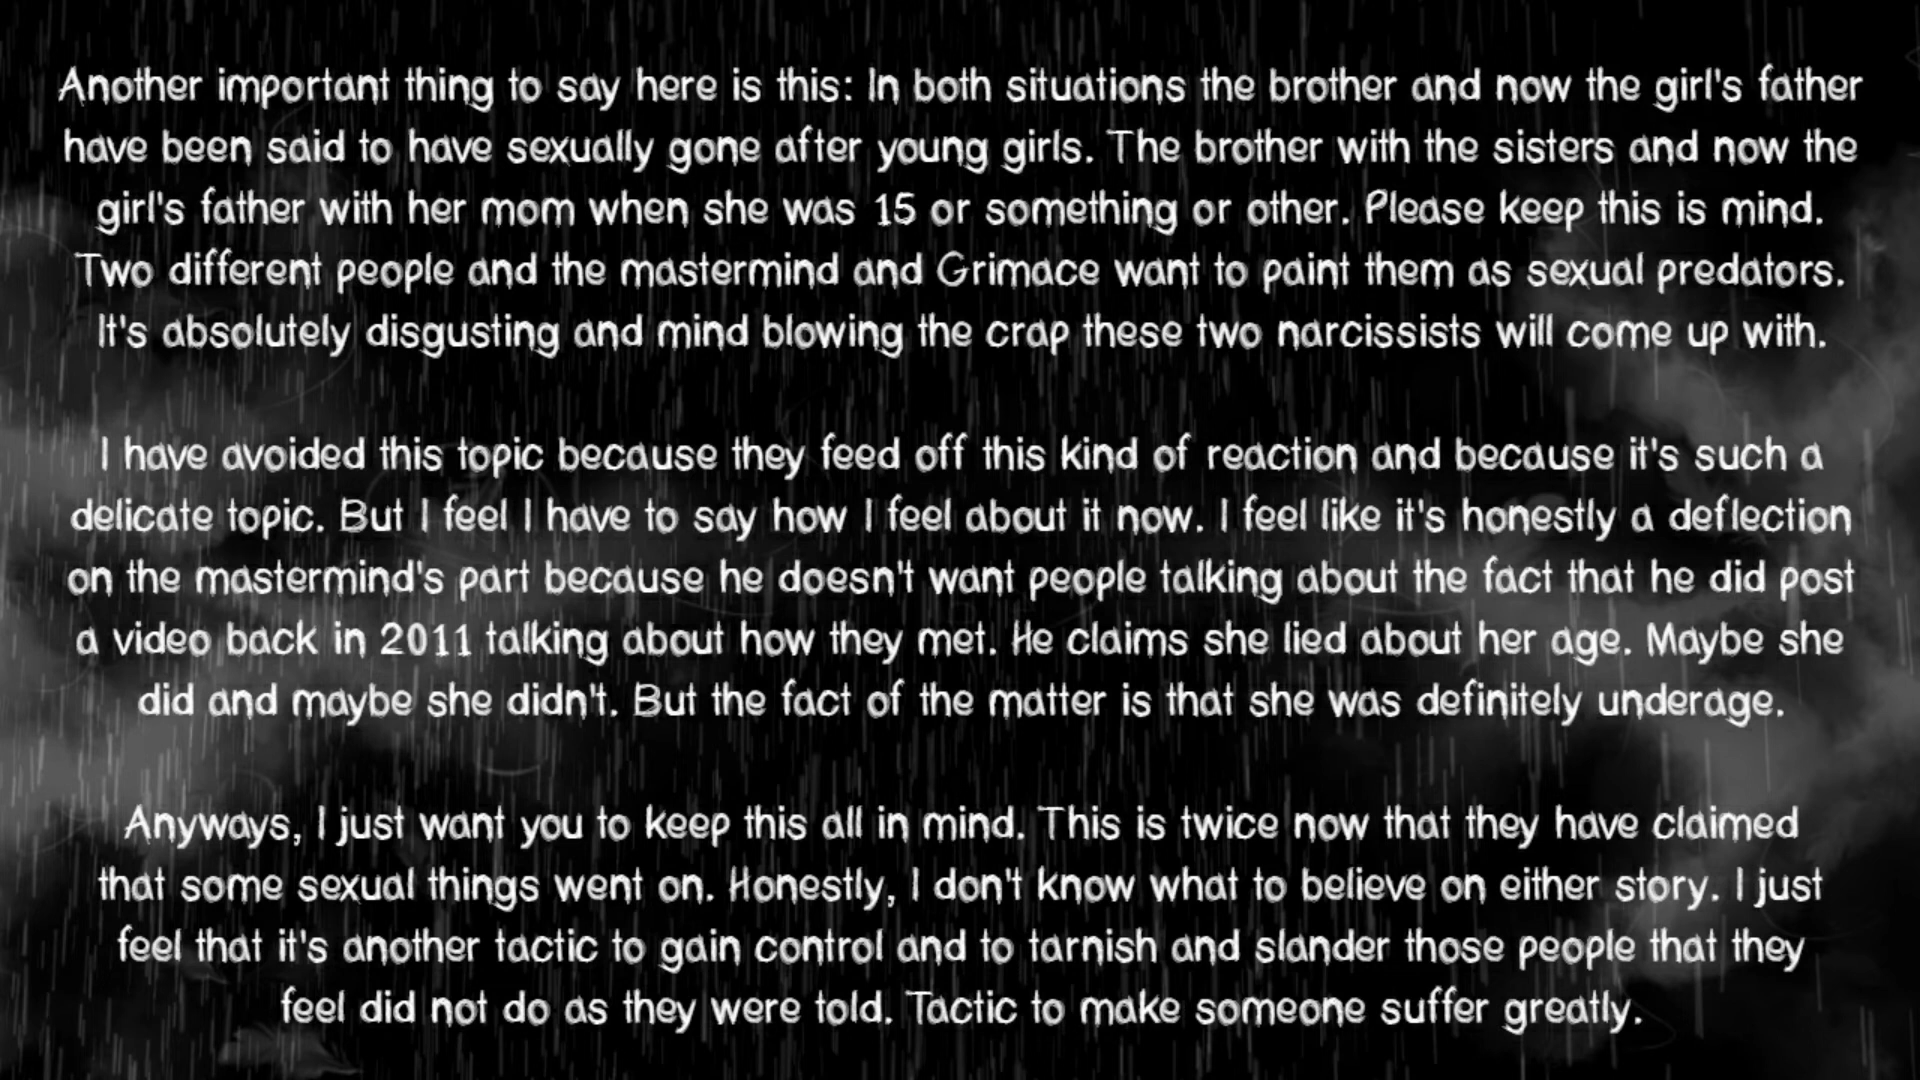 Another important thing to say here is this: In both situations the brother and now the girl's father
have been said to have sexually gone after young girls. The brother with the sisters and now the
girl's father with her mom when she was 15 or something or other. Please keep this is mind.
Two different people and the mastermind and Grimace want to paint them as sexual predators.
It's absolutely disgusting and mind blowing the crap these two narcissists will come up with.
I have avoided this topic because they feed off this kind of reaction and because it's such a
delicate topic. But I feel I have to say how I feel about it now. I feel like it's honestly a deflection
on the mastermind's part because he doesn't want people talking about the fact that he did post
a video back in 2011 talking about how they met. He claims she lied about her age. Maybe she
did and maybe she didn't. But the fact of the matter is that she was definitely underage.
Anyways, I just want you to keep this all in mind. This is twice now that they have claimed
that some sexual things went on. Honestly, I don't know what to believe on either story. I just
feel that it's another tactic to gain control and to tarnish and slander those people that they
feel did not do as they were told. Tactic to make someone suffer greatly.